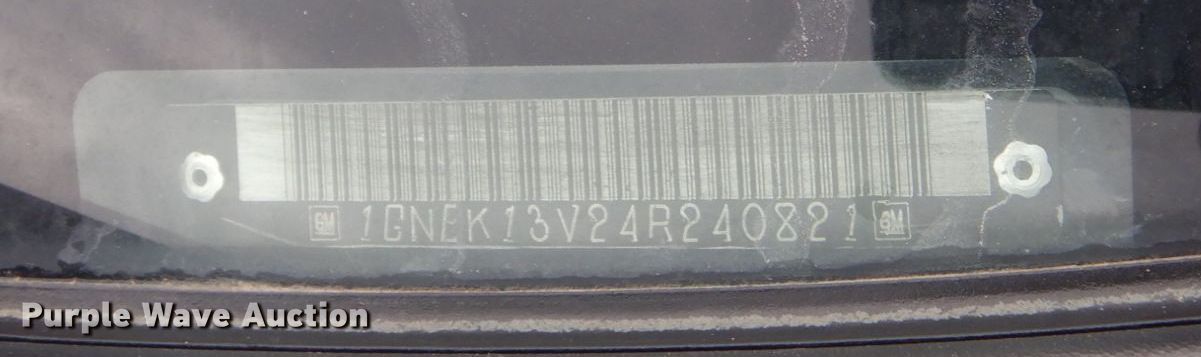 GM 1GNEK13V24R240821 GM
Purple Wave Auction